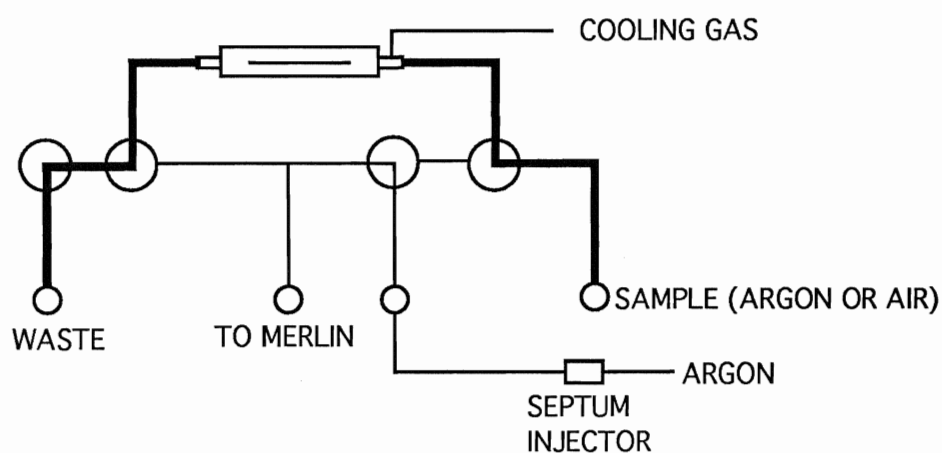 COOLING GAS
WASTE
TO MERLIN
SAMPLE (ARGON OR AIR)
ARGON
SEPTUM
INJECTOR